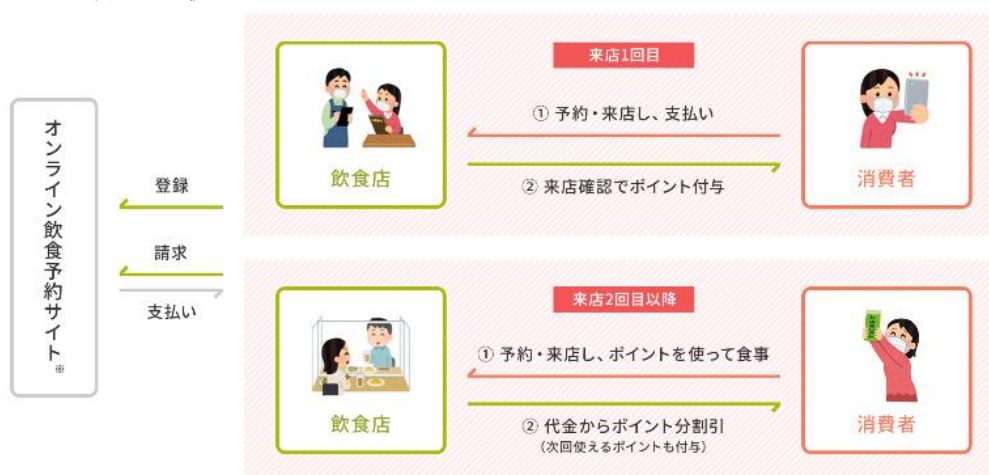 オンライン飲食予約サイト※
登録
請求
支払い
来店1回目
飲食店
① 予約・来店し、支払い
② 来店確認でポイント付与
消費者
来店2回目以降
飲食店
① 予約・来店し、ポイントを使って食事
② 代金からポイント分割引
(次回使えるポイントも付与)
消費者